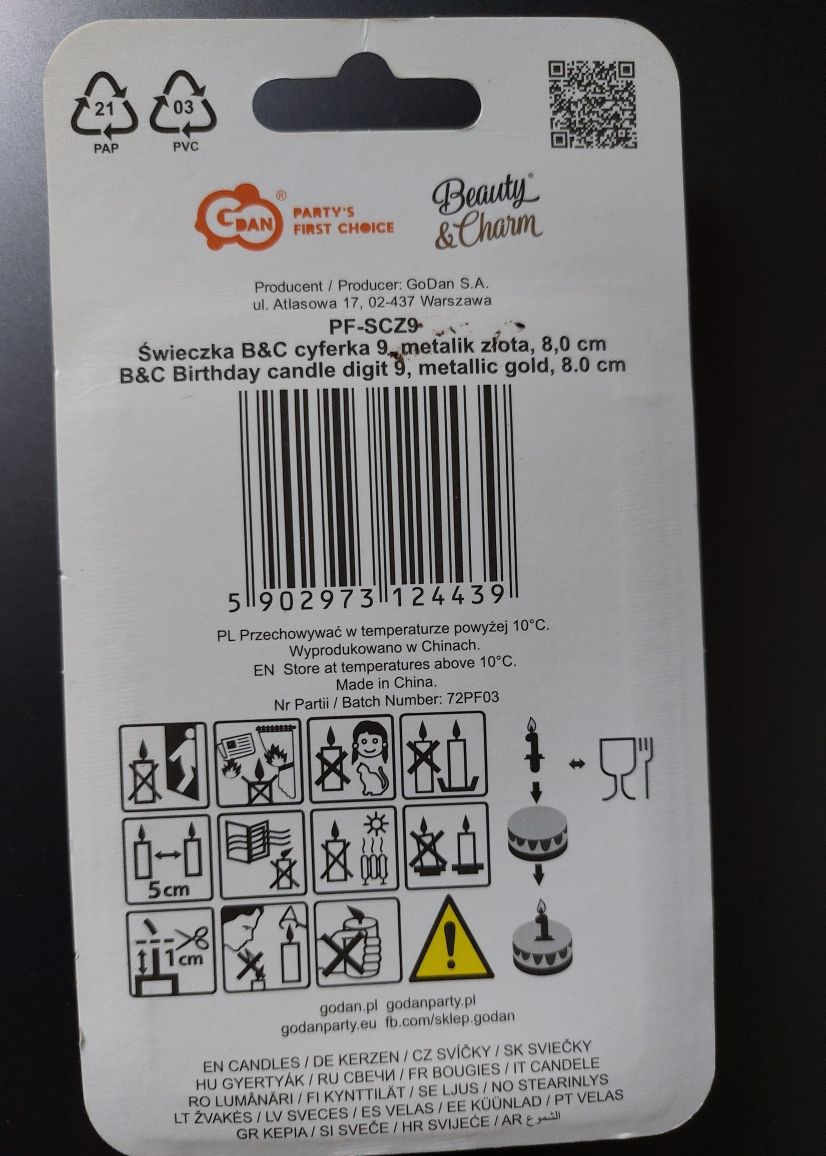 21
PAP
03
PVC
GODAN®
PARTY'S
FIRST CHOICE
Beauty®
& Charm
Producent / Producer: GoDan S.A.
ul. Atlasowa 17, 02-437 Warszawa
PF-SCZ9
Świeczka B&C cyferka 9, metalik złota, 8,0 cm
B&C Birthday candle digit 9, metallic gold, 8.0 cm
5 902973 124439
PL Przechowywać w temperaturze powyżej 10°C.
Wyprodukowano w Chinach.
EN Store at temperatures above 10°C.
Made in China.
Nr Partii / Batch Number: 72PF03
5cm
1cm
godan.pl godanparty.pl
godanparty.eu fb.com/sklep.godan
EN CANDLES / DE KERZEN / CZ SVÍČKY / SK SVIEČKY
HU GYERTYÁK / RU СВЕЧИ / FR BOUGIES / IT CANDELE
RO LUMÂNĂRI / FI KYNTTILÄT / SE LJUS / NO STEARINLYS
LT ŽVAKĖS / LV SVECES / ES VELAS / EE KÜÜNLAD / PT VELAS
GR KEPIA / SI SVEČE / HR SVIJEĆE / AR الشموع